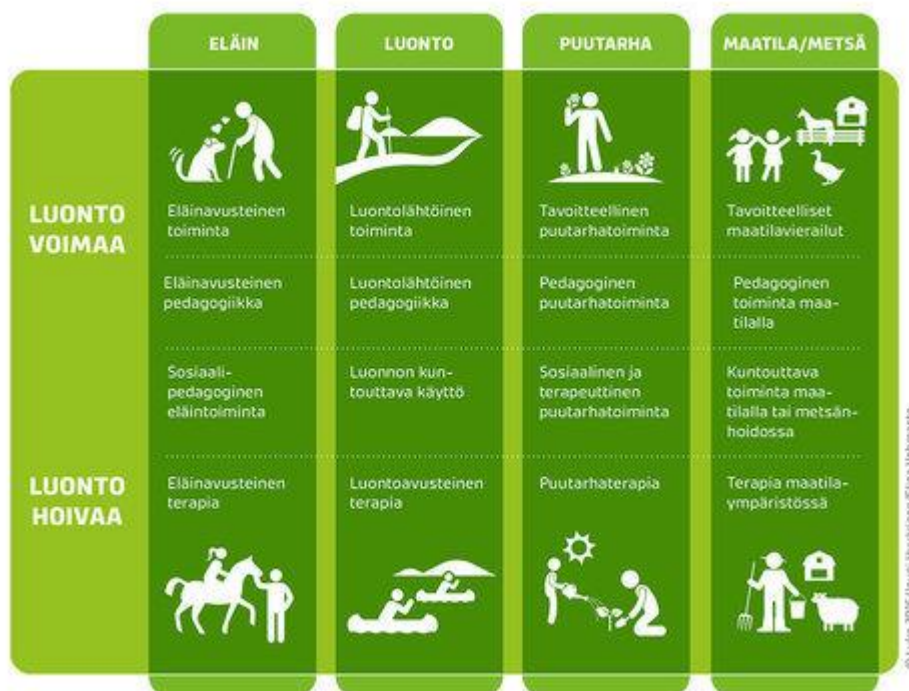 ELÄIN
LUONTO
PUUTARHA
MAATILA/METSÄ
LUONTO
VOIMAA
Eläinavusteinen
toiminta
Luontolähtöinen
toiminta
Tavoitteellinen
puutarhatoiminta
Tavoitteelliset
maatilavierailut
Eläinavusteinen
pedagogiikka
Luontolähtöinen
pedagogiikka
Pedagoginen
puutarhatoiminta
Pedagoginen
toiminta maa-
tilalla
Sosiaali-
pedagoginen
eläintoiminta
Luonnon kun-
touttava käyttö
Sosiaalinen ja
terapeuttinen
puutarhatoiminta
Kuntouttava
toiminta maa-
tilalla tai metsän-
hoidossa
LUONTO
HOIVAA
Eläinavusteinen
terapia
Luontoavusteinen
terapia
Puutarhaterapia
Terapia maatila-
ympäristössä